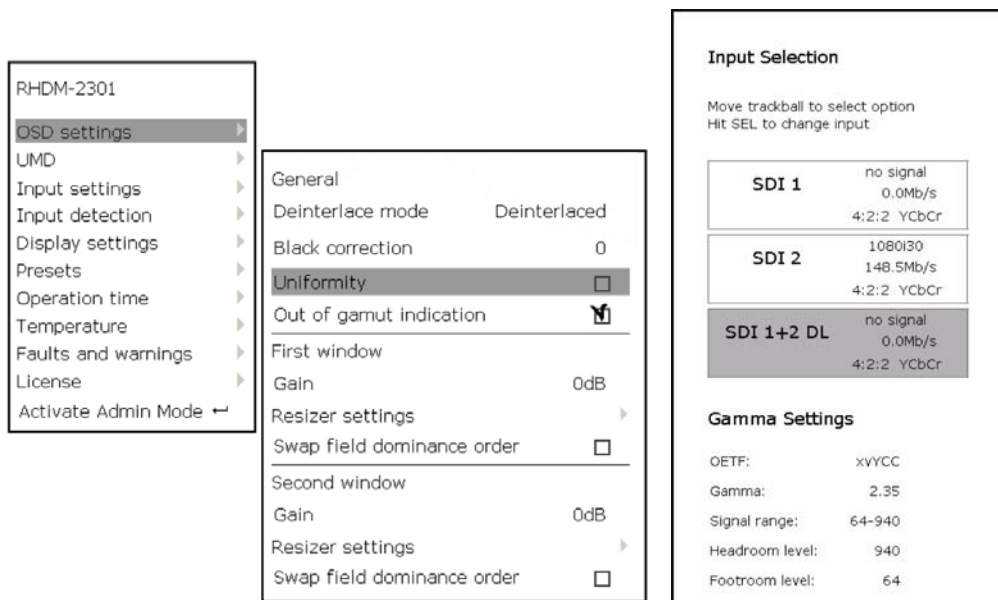 RHDM-2301
OSD settings
UMD
Input settings
Input detection
Display settings
Presets
Operation time
Temperature
Faults and warnings
License
Activate Admin Mode ↵
General
Deinterlace mode Deinterlaced
Black correction 0
Uniformity
Out of gamut indication
First window
Gain 0dB
Resizer settings
Swap field dominance order
Second window
Gain 0dB
Resizer settings
Swap field dominance order
Input Selection
Move trackball to select option
Hit SEL to change input
SDI 1 no signal
0.0Mb/s
4:2:2 YCbCr
SDI 2 1080i30
148.5Mb/s
4:2:2 YCbCr
SDI 1+2 DL no signal
0.0Mb/s
4:2:2 YCbCr
Gamma Settings
OETF: xvYCC
Gamma: 2.35
Signal range: 64-940
Headroom level: 940
Footroom level: 64